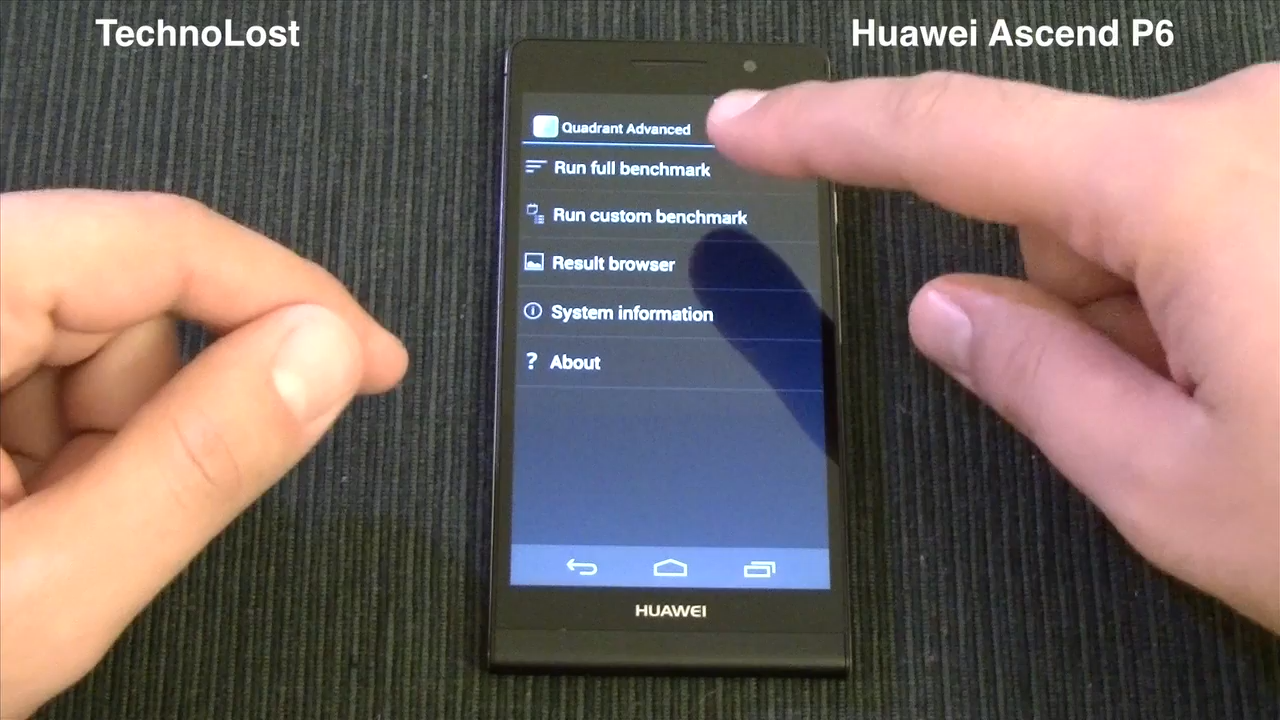 TechnoLost
Huawei Ascend P6
Quadrant Advanced
Run full benchmark
Run custom benchmark
Result browser
System information
? About
HUAWEI